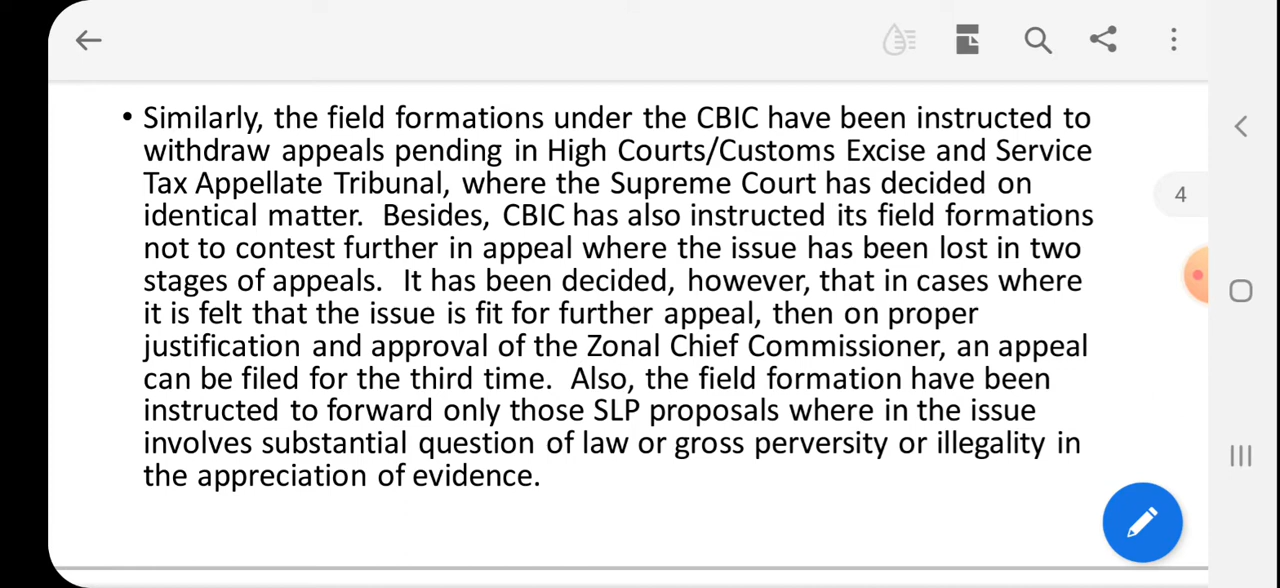 • Similarly, the field formations under the CBIC have been instructed to
withdraw appeals pending in High Courts/Customs Excise and Service
Tax Appellate Tribunal, where the Supreme Court has decided on
identical matter. Besides, CBIC has also instructed its field formations
not to contest further in appeal where the issue has been lost in two
stages of appeals. It has been decided, however, that in cases where
it is felt that the issue is fit for further appeal, then on proper
justification and approval of the Zonal Chief Commissioner, an appeal
can be filed for the third time. Also, the field formation have been
instructed to forward only those SLP proposals where in the issue
involves substantial question of law or gross perversity or illegality in
the appreciation of evidence.
4